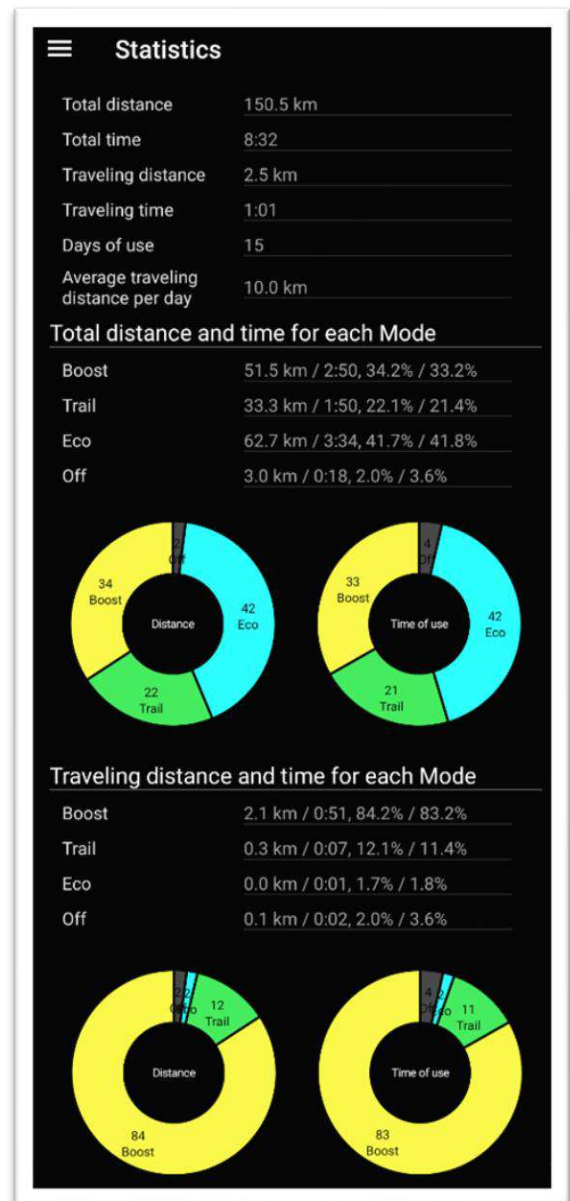 Statistics
Total distance 150.5 km
Total time 8:32
Traveling distance 2.5 km
Traveling time 1:01
Days of use 15
Average traveling
distance per day 10.0 km
Total distance and time for each Mode
Boost 51.5 km / 2:50, 34.2% / 33.2%
Trail 33.3 km / 1:50, 22.1% / 21.4%
Eco 62.7 km / 3:34, 41.7% / 41.8%
Off 3.0 km / 0:18, 2.0% / 3.6%
2
Off
34
Boost
Distance
42
Eco
22
Trail
4
Off
33
Boost
Time of use
42
Eco
21
Trail
Traveling distance and time for each Mode
Boost 2.1 km / 0:51, 84.2% / 83.2%
Trail 0.3 km / 0:07, 12.1% / 11.4%
Eco 0.0 km / 0:01, 1.7% / 1.8%
Off 0.1 km / 0:02, 2.0% / 3.6%
2
Off
2
Eco
12
Trail
Distance
84
Boost
4
Off
2
Eco
11
Trail
Time of use
83
Boost